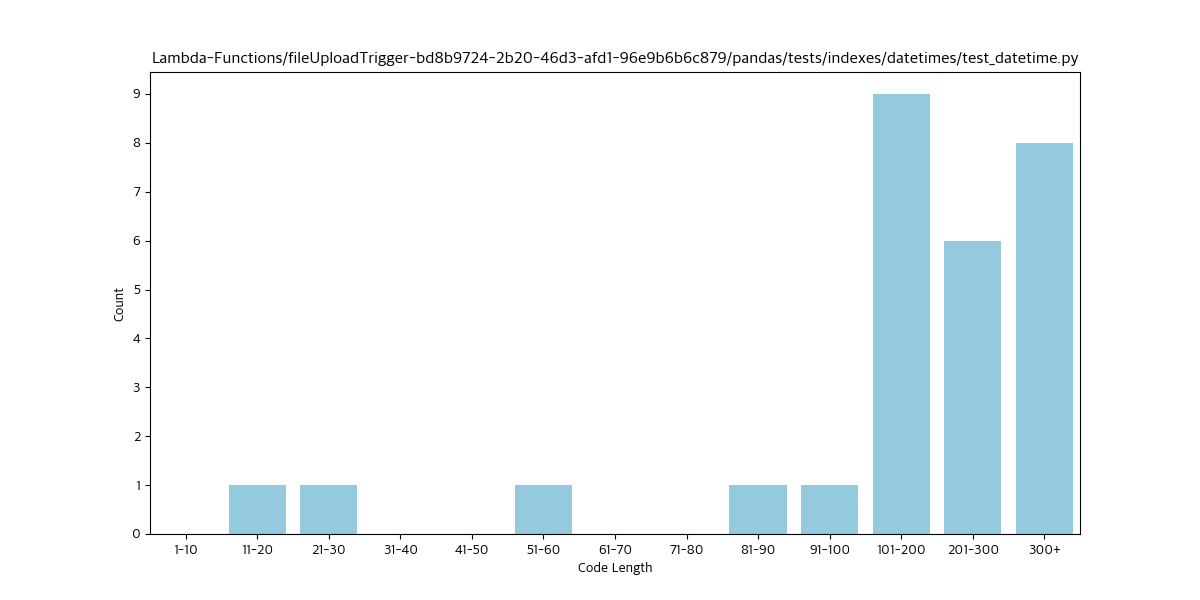 Lambda-Functions/fileUploadTrigger-bd8b9724-2b20-46d3-afd1-96e9b6b6c879/pandas/tests/indexes/datetimes/test_datetime.py
9
8
7
6
5
4
3
2
1
0
Count
1-10 11-20 21-30 31-40 41-50 51-60 61-70 71-80 81-90 91-100 101-200 201-300 300+
Code Length